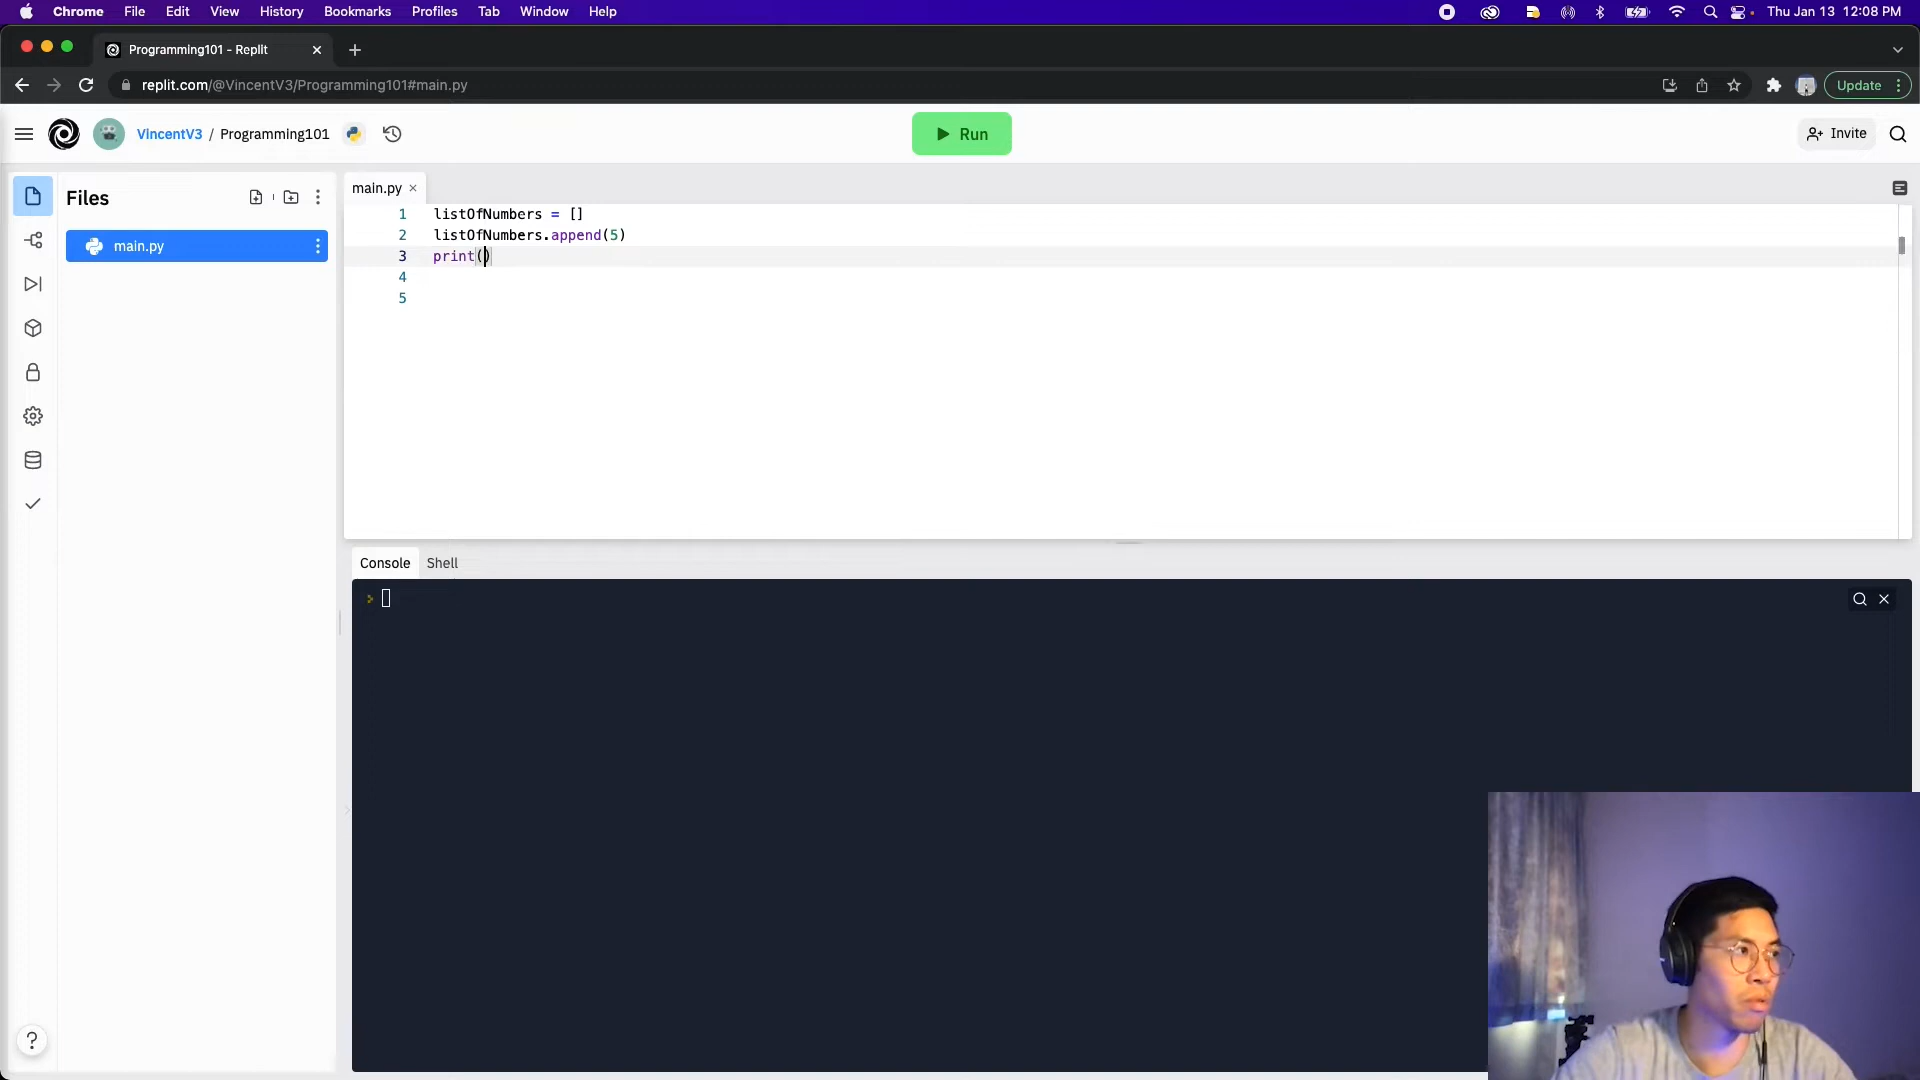 Chrome File Edit View History Bookmarks Profiles Tab Window Help Thu Jan 13 12:08 PM
Programming101 - Replit
replit.com/@VincentV3/Programming101#main.py Update
VincentV3 / Programming101 Run Invite
Files
main.py
main.py
1 listOfNumbers = []
2 listOfNumbers.append(5)
3 print()
4
5
Console Shell
?